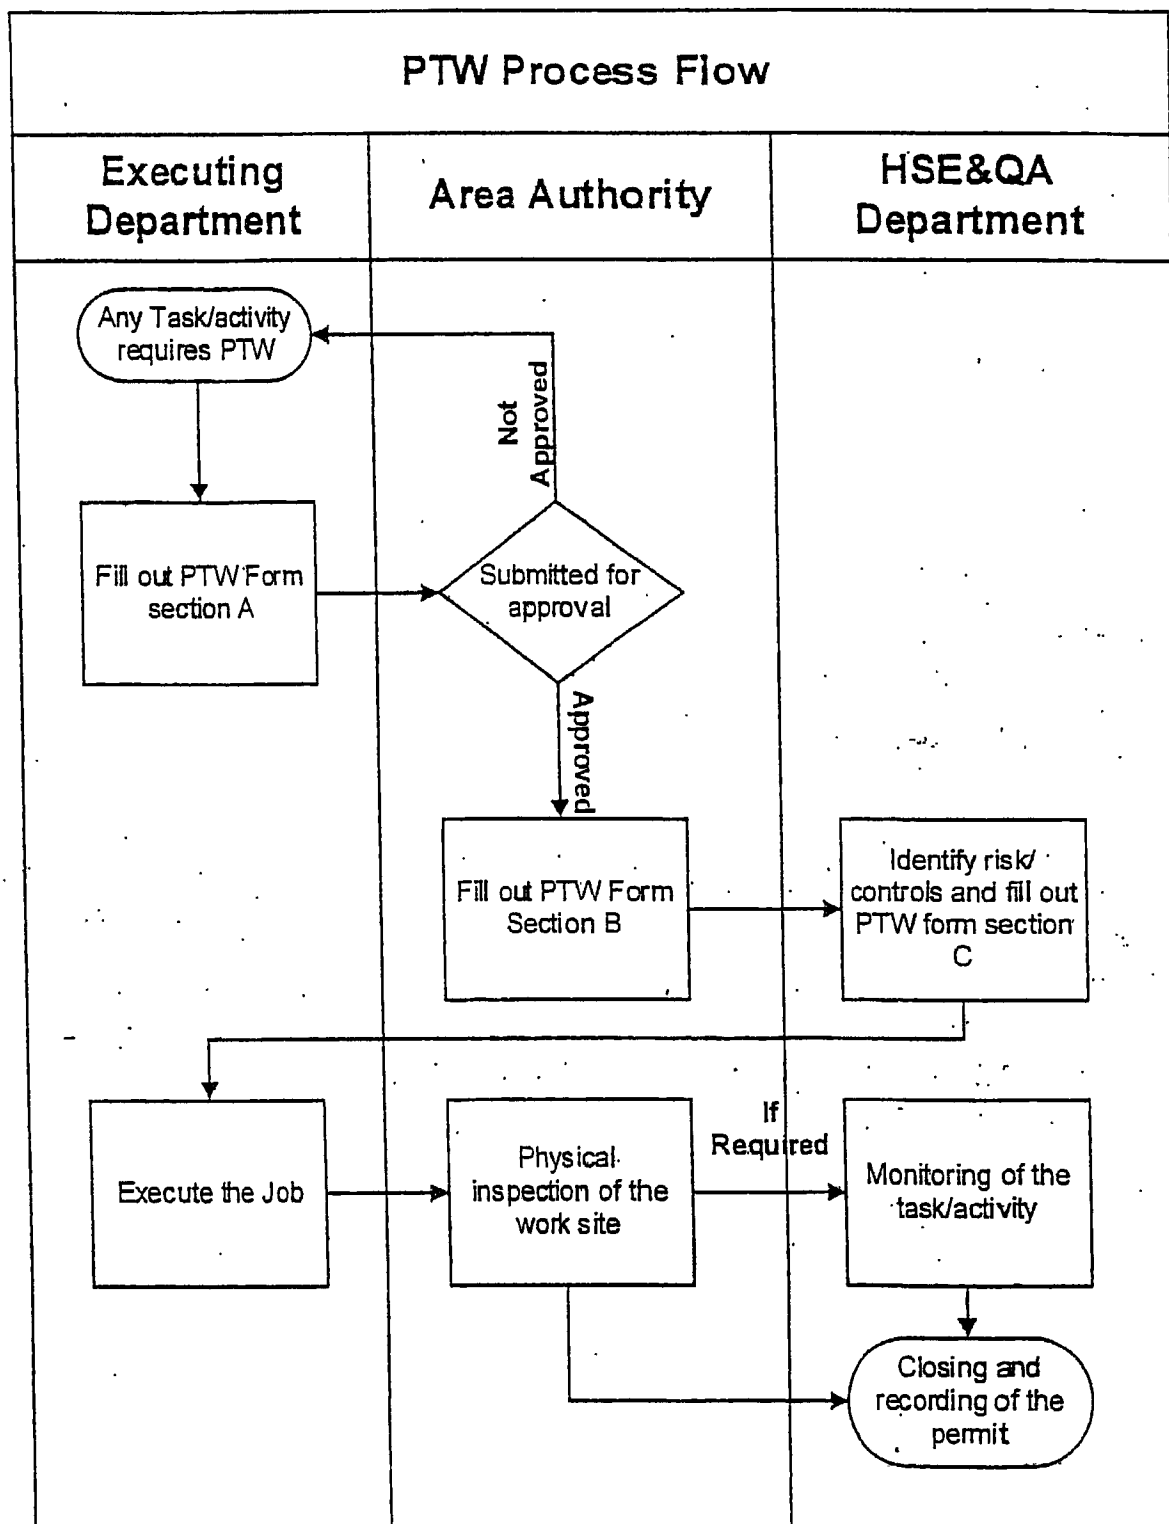 PTW Process Flow
Executing
Department
Area Authority
HSE&QA
Department
Any Task/activity
requires PTW
Not
Approved
Fill out PTW Form
section A
Submitted for
approval
Approved
Fill out PTW Form
Section B
Identify risk/
controls and fill out
PTW form section
C
Execute the Job
Physical
inspection of the
work site
If
Required
Monitoring of the
task/activity
Closing and
recording of the
permit